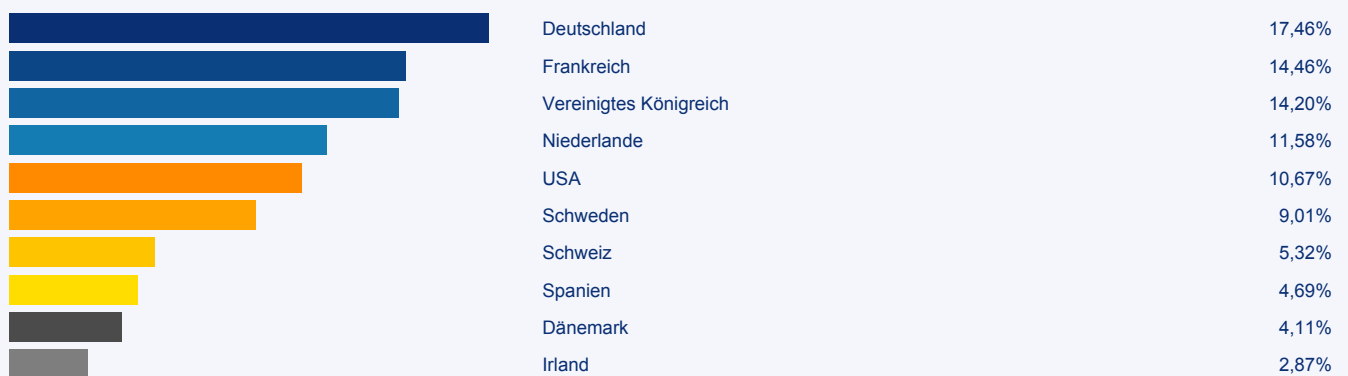 Deutschland 17,46%
Frankreich 14,46%
Vereinigtes Königreich 14,20%
Niederlande 11,58%
USA 10,67%
Schweden 9,01%
Schweiz 5,32%
Spanien 4,69%
Dänemark 4,11%
Irland 2,87%